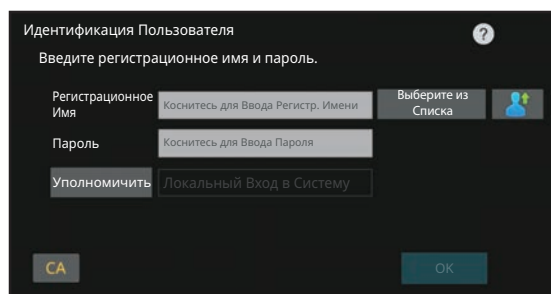 Идентификация Пользователя
?
Введите регистрационное имя и пароль.
Регистрационное
Имя
Коснитесь для Ввода Регистр. Имени
Выберите из
Списка
Пароль
Коснитесь для Ввода Пароля
Уполномичить
Локальный Вход в Систему
CA
OK